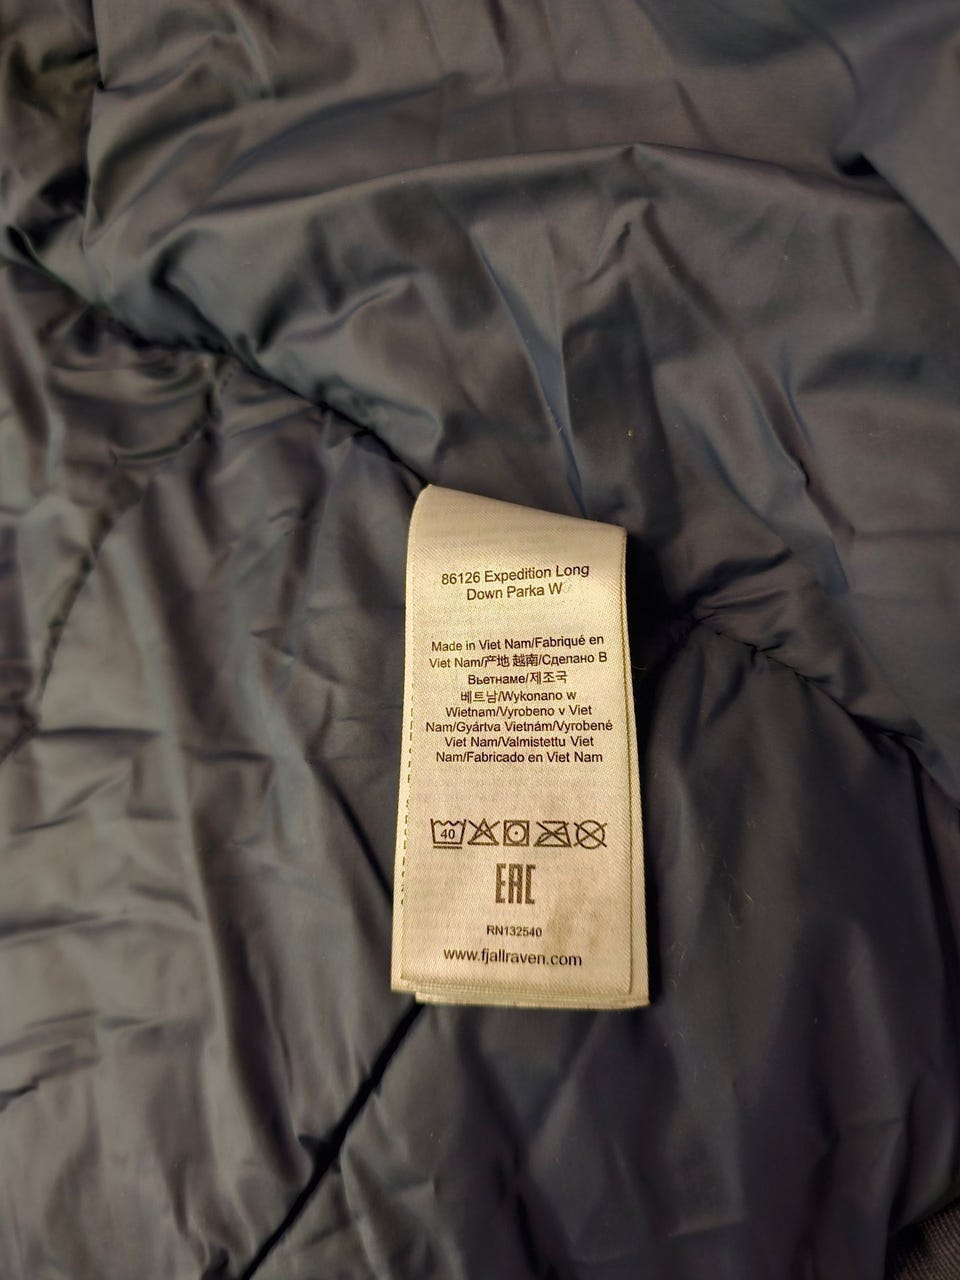 86126 Expedition Long
Down Parka W
Made in Viet Nam/Fabriqué en
Viet Nam/产地 越南/Сделано В
Вьетнаме/제조국
베트남/Wykonano w
Wietnam/Vyrobeno v Viet
Nam/Gyártva Vietnám/Vyrobené
Viet Nam/Valmistettu Viet
Nam/Fabricado en Viet Nam
40
EAC
RN132540
www.fjallraven.com